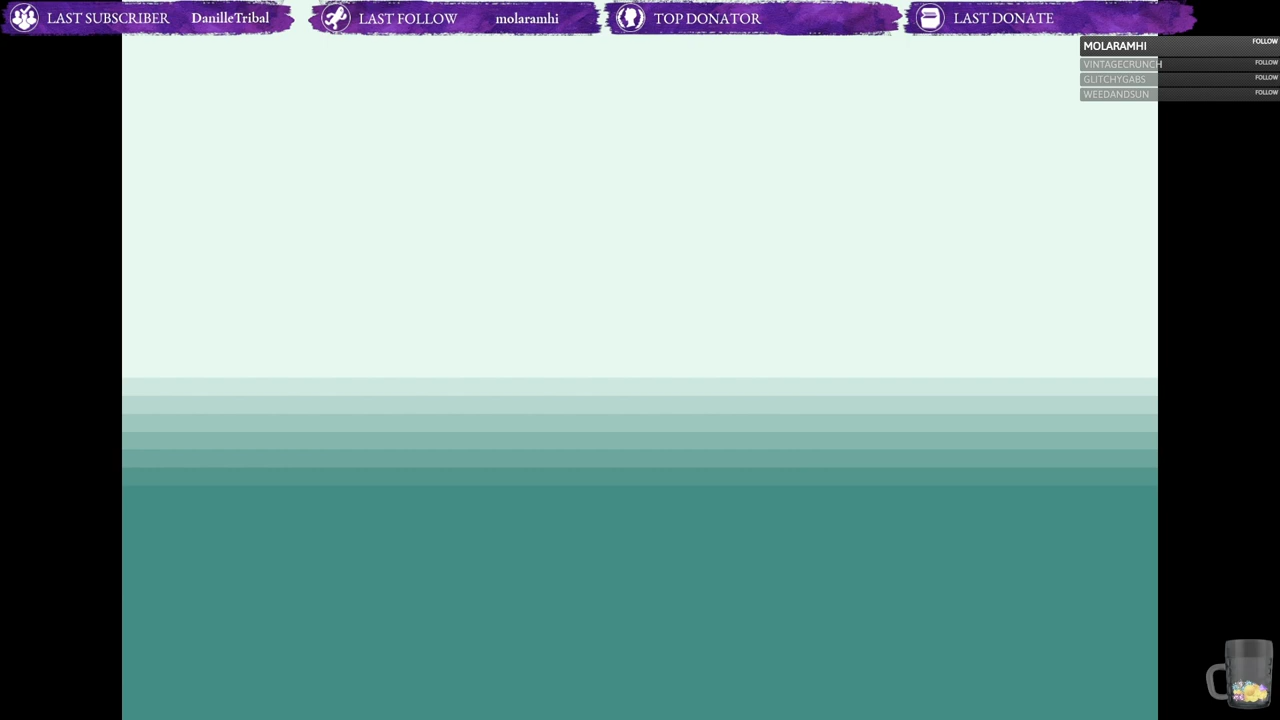 LAST SUBSCRIBER DanilleTribal
LAST FOLLOW molaramhi
TOP DONATOR
LAST DONATE
MOLARAMHI FOLLOW
VINTAGECRUNCH FOLLOW
GLITCHYGABS FOLLOW
WEEDANDSUN FOLLOW